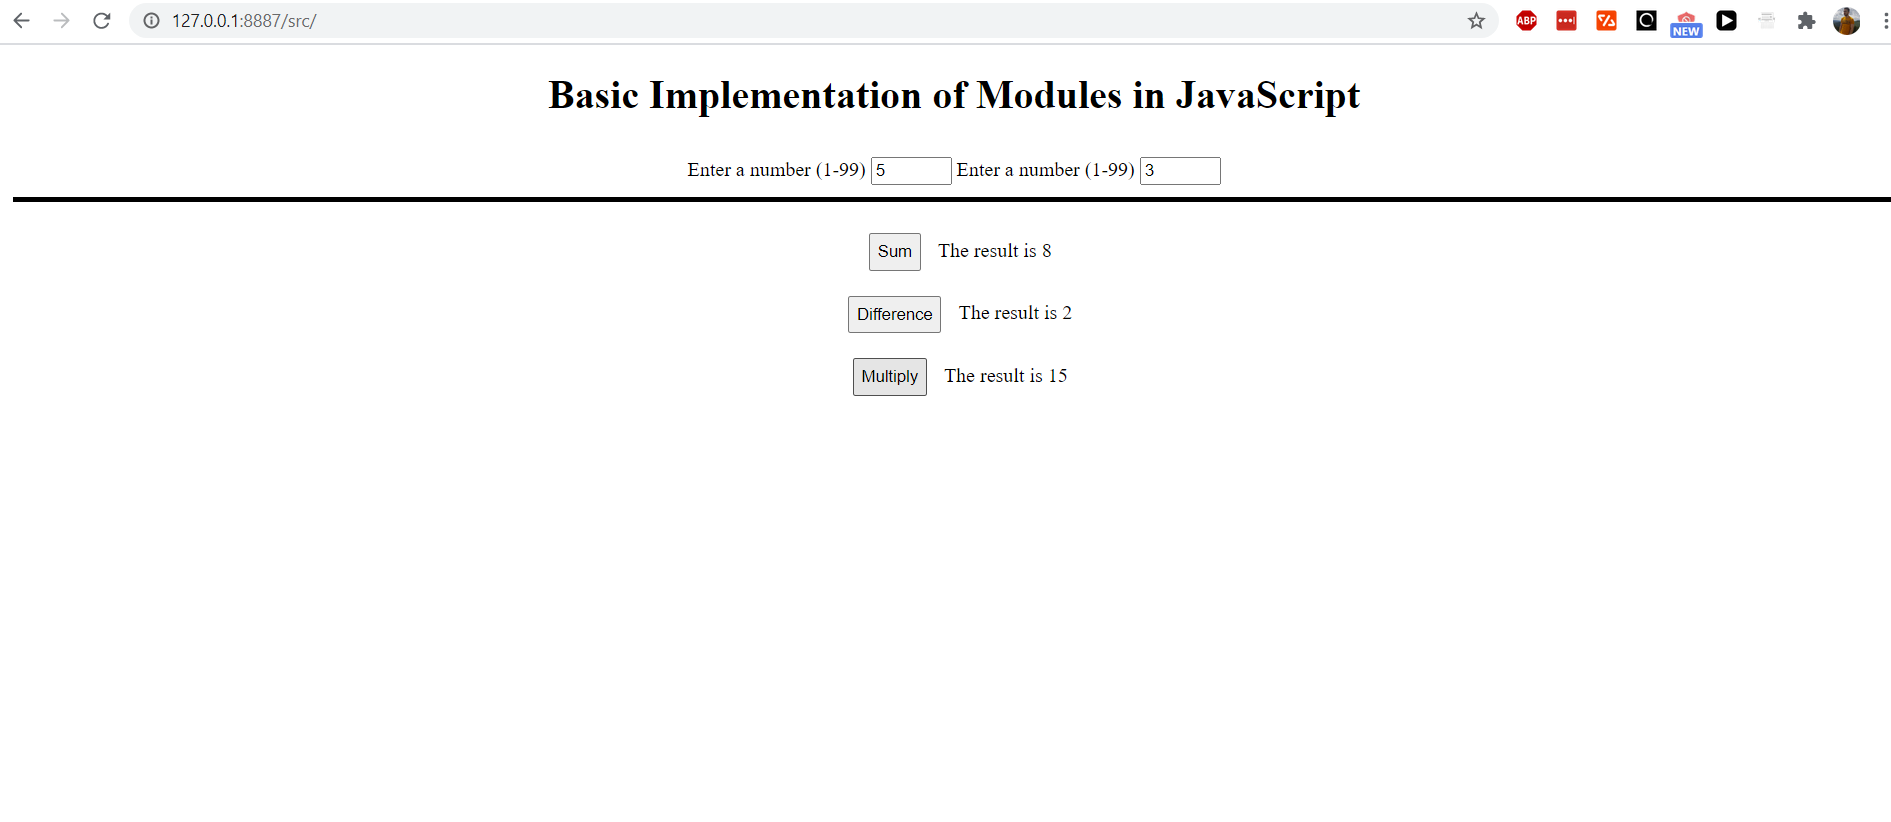 127.0.0.1:8887/src/
ABP
NEW
Basic Implementation of Modules in JavaScript
Enter a number (1-99) 5 Enter a number (1-99) 3
Sum The result is 8
Difference The result is 2
Multiply The result is 15